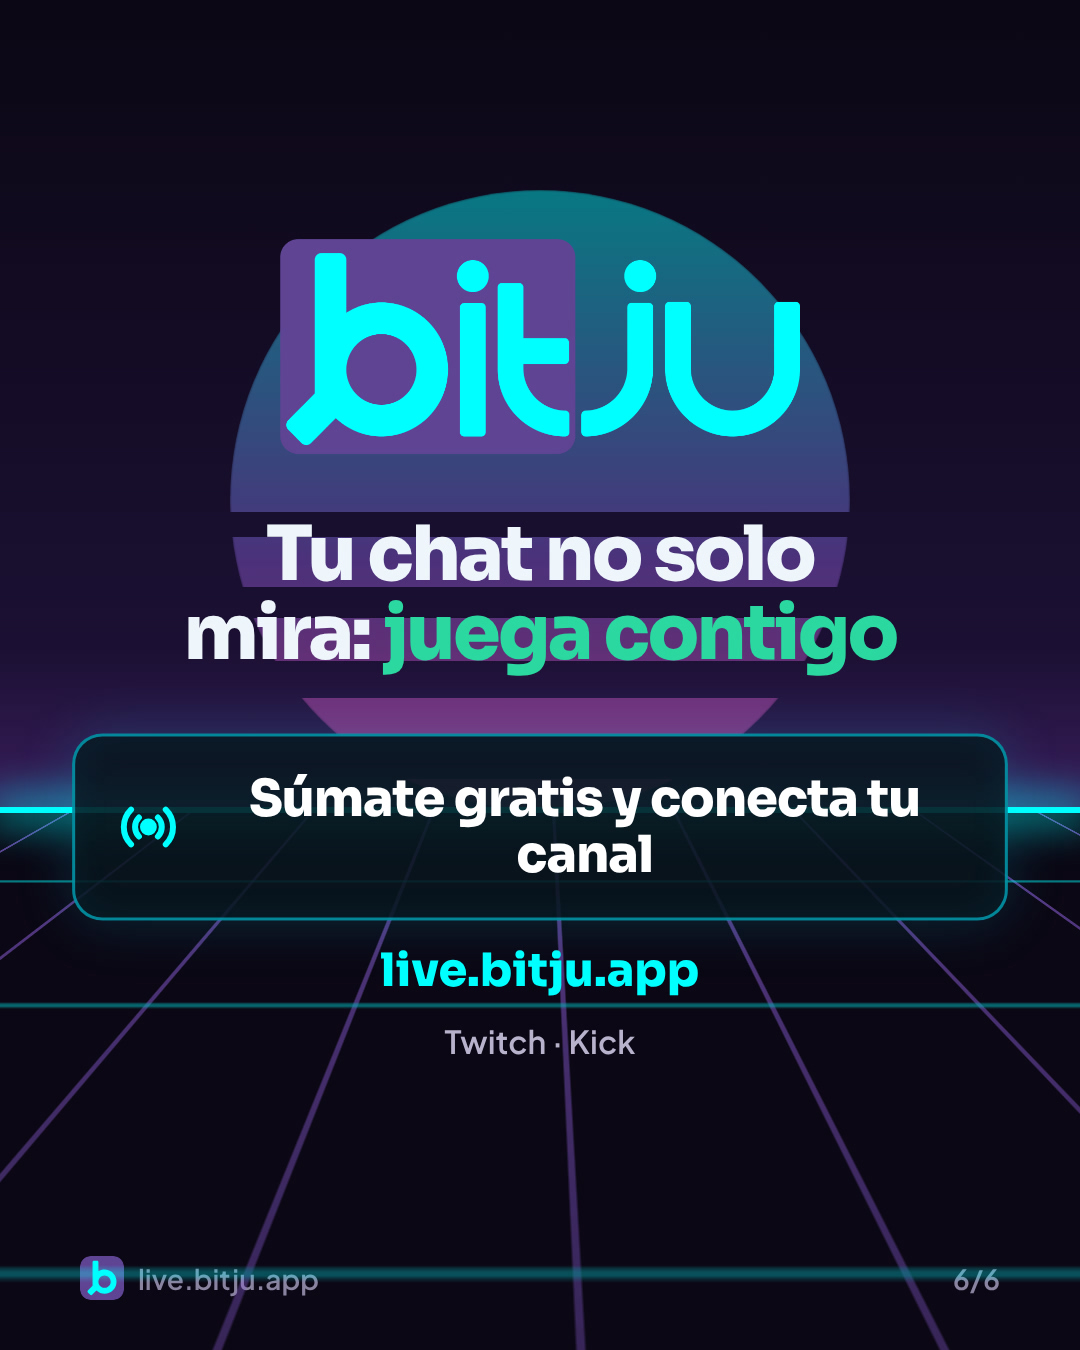 bitju
Tu chat no solo
mira: juega contigo
Súmate gratis y conecta tu
canal
live.bitju.app
Twitch · Kick
b live.bitju.app
6/6